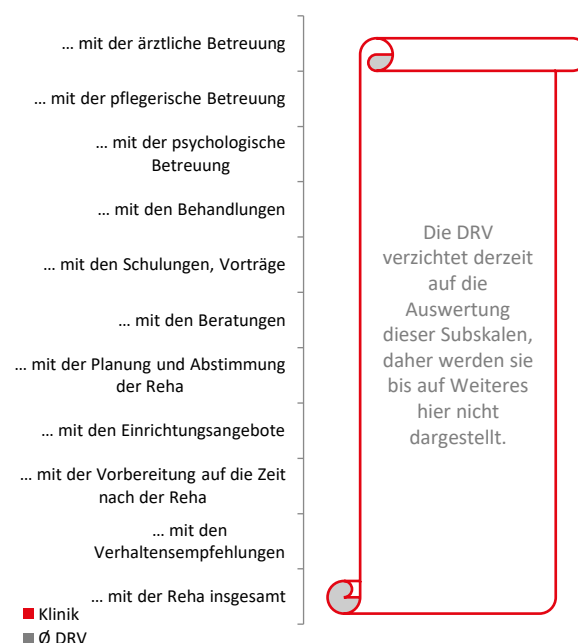 ... mit der ärztliche Betreuung
... mit der pflegerische Betreuung
... mit der psychologische
Betreuung
... mit den Behandlungen
... mit den Schulungen, Vorträge
... mit den Beratungen
... mit der Planung und Abstimmung
der Reha
... mit den Einrichtungsangebote
... mit der Vorbereitung auf die Zeit
nach der Reha
... mit den
Verhaltensempfehlungen
... mit der Reha insgesamt
Klinik
Ø DRV
Die DRV
verzichtet derzeit
auf die
Auswertung
dieser Subskalen,
daher werden sie
bis auf Weiteres
hier nicht
dargestellt.